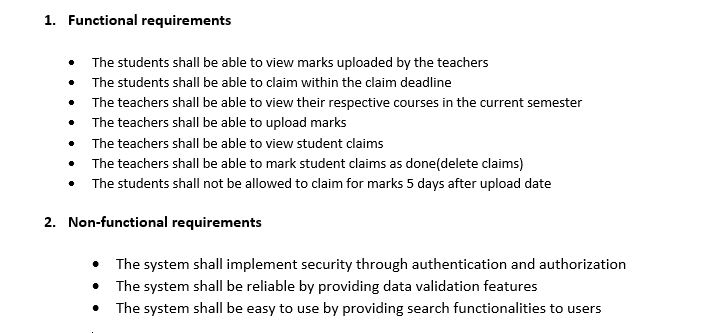 1. Functional requirements
• The students shall be able to view marks uploaded by the teachers
• The students shall be able to claim within the claim deadline
• The teachers shall be able to view their respective courses in the current semester
• The teachers shall be able to upload marks
• The teachers shall be able to view student claims
• The teachers shall be able to mark student claims as done(delete claims)
• The students shall not be allowed to claim for marks 5 days after upload date
2. Non-functional requirements
• The system shall implement security through authentication and authorization
• The system shall be reliable by providing data validation features
• The system shall be easy to use by providing search functionalities to users